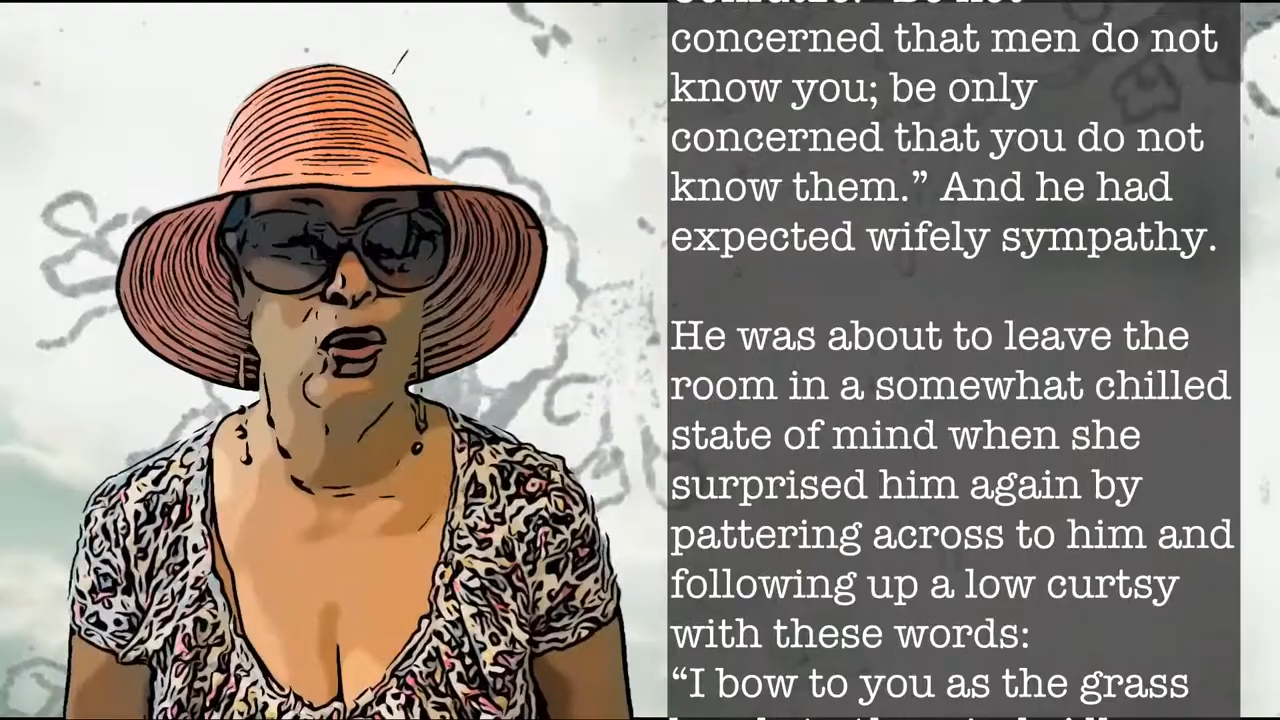 concerned that men do not
know you; be only
concerned that you do not
know them.” And he had
expected wifely sympathy.
He was about to leave the
room in a somewhat chilled
state of mind when she
surprised him again by
pattering across to him and
following up a low curtsy
with these words:
“I bow to you as the grass